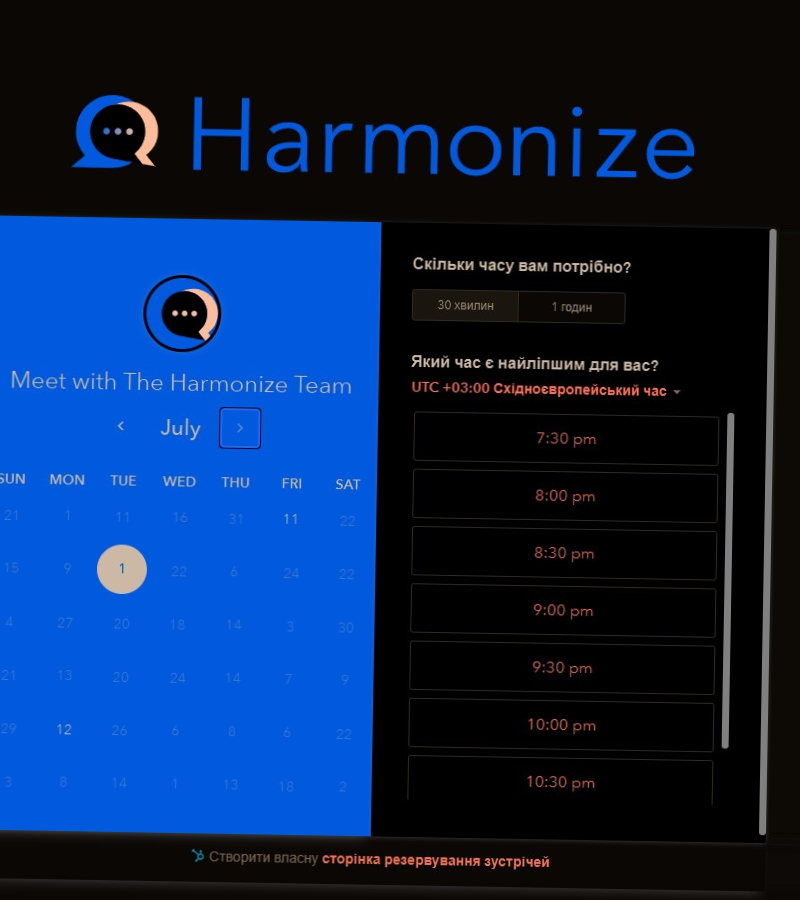 Harmonize
Meet with The Harmonize Team
July
SUN MON TUE WED THU FRI SAT
21 1 11 16 31 11 22
15 9 1 22 6 24 22
4 27 20 18 14 3 30
21 13 20 24 14 7 9
29 12 26 6 8 6 22
3 8 14 1 13 18 2
Скільки часу вам потрібно?
30 хвилин 1 годин
Який час є найліпшим для вас?
UTC +03:00 Східноєвропейський час
7:30 pm
8:00 pm
8:30 pm
9:00 pm
9:30 pm
10:00 pm
10:30 pm
Створити власну сторінка резервування зустрічей